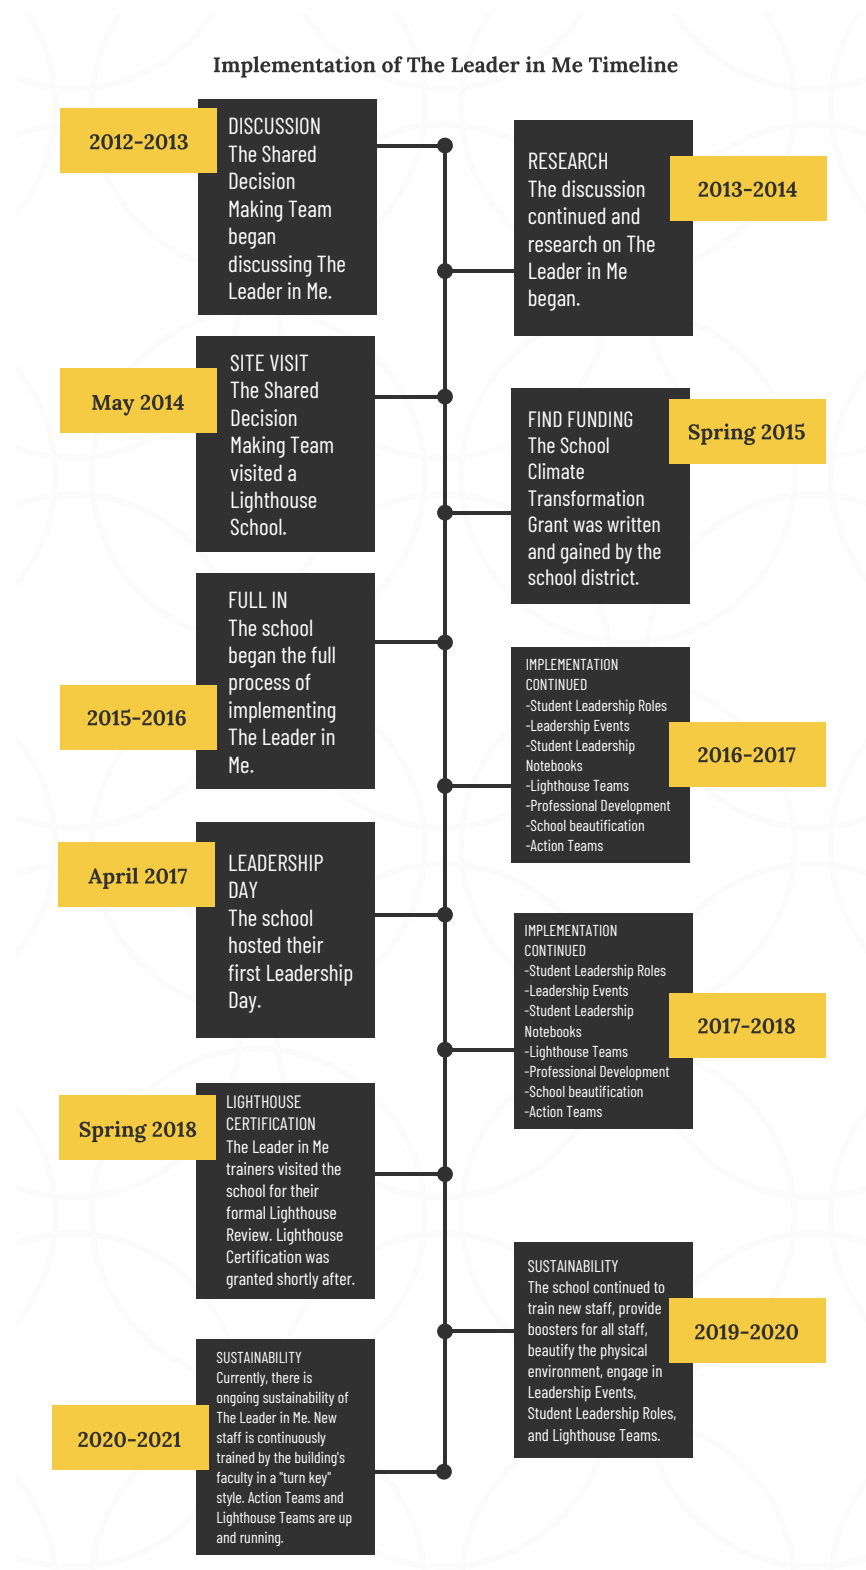 Implementation of The Leader in Me Timeline
2012-2013
DISCUSSION
The Shared
Decision
Making Team
began
discussing The
Leader in Me.
RESEARCH
The discussion
continued and
research on The
Leader in Me
began.
2013-2014
May 2014
SITE VISIT
The Shared
Decision
Making Team
visited a
Lighthouse
School.
FIND FUNDING
The School
Climate
Transformation
Grant was written
and gained by the
school district.
Spring 2015
2015-2016
FULL IN
The school
began the full
process of
implementing
The Leader in
Me.
IMPLEMENTATION
CONTINUED
-Student Leadership Roles
-Leadership Events
-Student Leadership
Notebooks
-Lighthouse Teams
-Professional Development
-School beautification
-Action Teams
2016-2017
April 2017
LEADERSHIP
DAY
The school
hosted their
first Leadership
Day.
IMPLEMENTATION
CONTINUED
-Student Leadership Roles
-Leadership Events
-Student Leadership
Notebooks
-Lighthouse Teams
-Professional Development
-School beautification
-Action Teams
2017-2018
Spring 2018
LIGHTHOUSE
CERTIFICATION
The Leader in Me
trainers visited the
school for their
formal Lighthouse
Review. Lighthouse
Certification was
granted shortly after.
SUSTAINABILITY
The school continued to
train new staff, provide
boosters for all staff,
beautify the physical
environment, engage in
Leadership Events,
Student Leadership Roles,
and Lighthouse Teams.
2019-2020
2020-2021
SUSTAINABILITY
Currently, there is
ongoing sustainability of
The Leader in Me. New
staff is continuously
trained by the building's
faculty in a "turn key"
style. Action Teams and
Lighthouse Teams are up
and running.